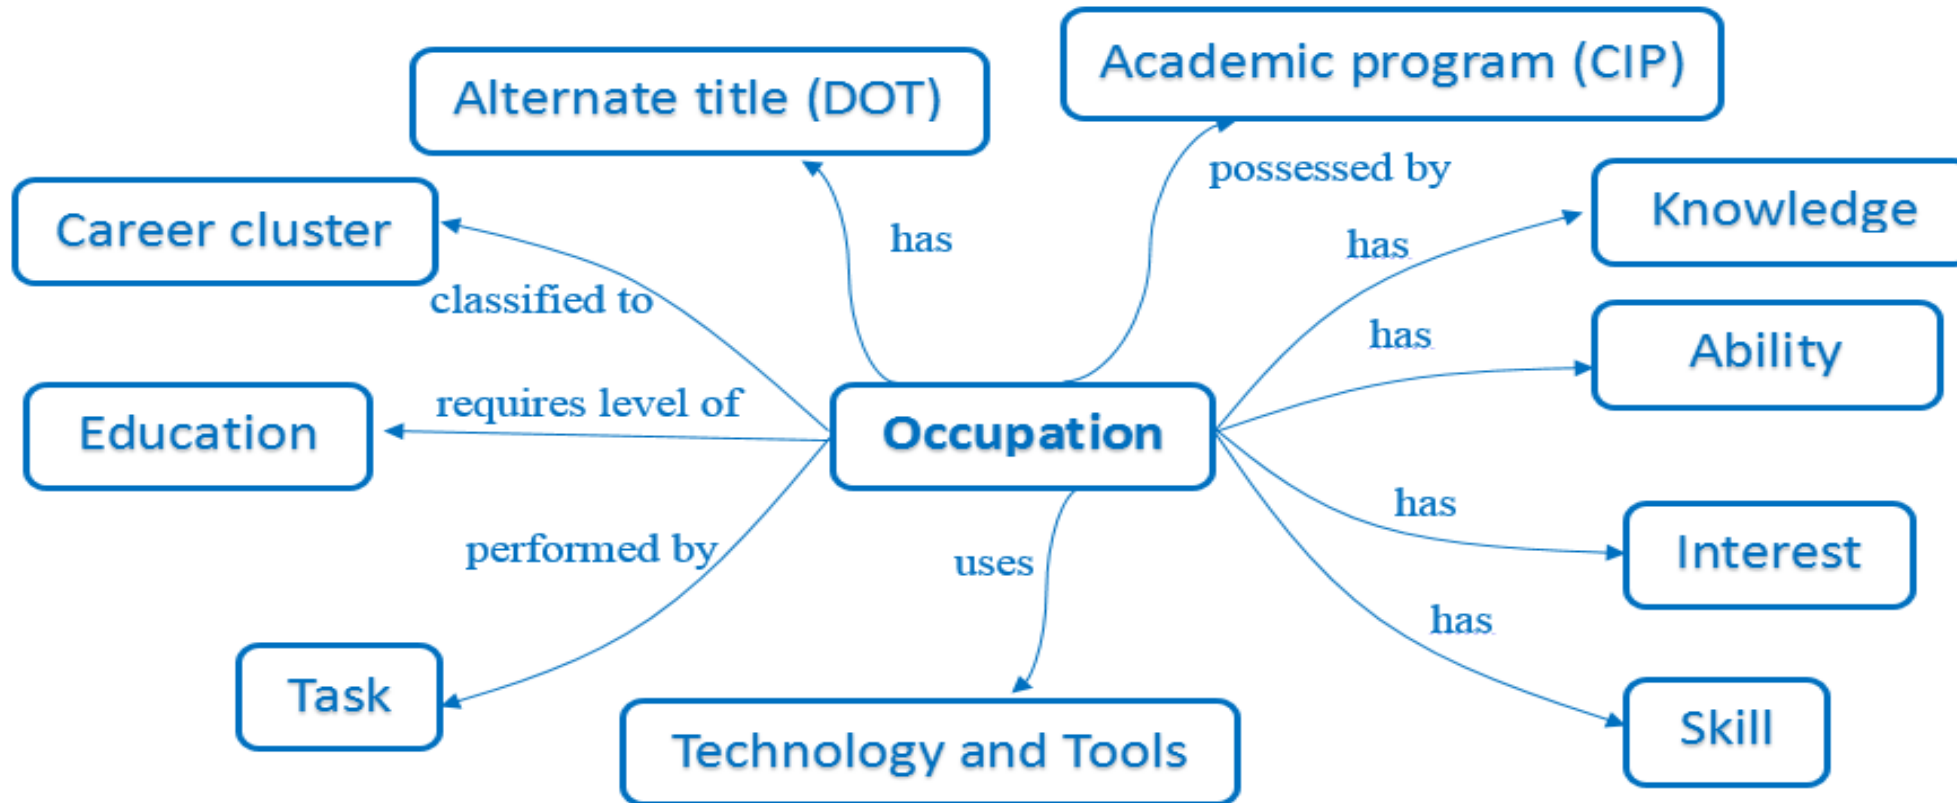 Academic program (CIP)
Alternate title (DOT)
possessed by
Knowledge
Career cluster
has
has
classified to
has
Ability
requires level of
Education
Occupation
has
performed by
uses
Interest
has
Task
Skill
Technology and Tools